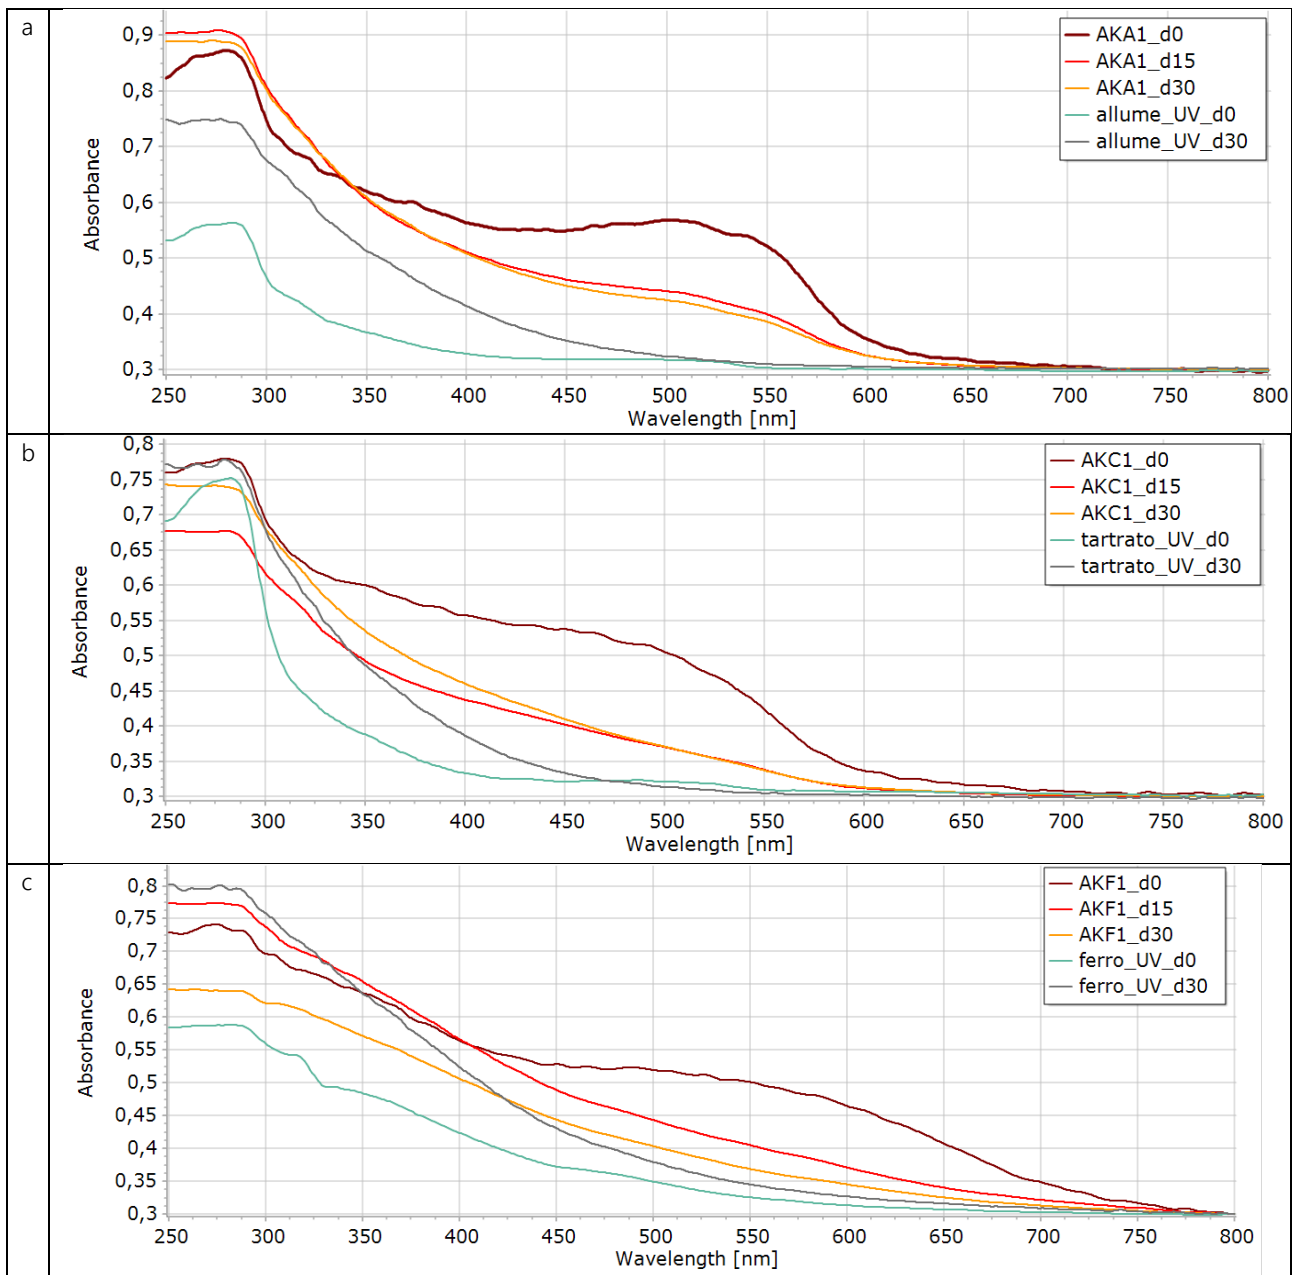 a
0,9
0,8
0,7
0,6
0,5
0,4
0,3
Absorbance
250 300 350 400 450 500 550 600 650 700 750 800
Wavelength [nm]
AKA1_d0
AKA1_d15
AKA1_d30
allume_UV_d0
allume_UV_d30
b
0,8
0,75
0,7
0,65
0,6
0,55
0,5
0,45
0,4
0,35
0,3
Absorbance
250 300 350 400 450 500 550 600 650 700 750 800
Wavelength [nm]
AKC1_d0
AKC1_d15
AKC1_d30
tartrato_UV_d0
tartrato_UV_d30
c
0,8
0,75
0,7
0,65
0,6
0,55
0,5
0,45
0,4
0,35
0,3
Absorbance
250 300 350 400 450 500 550 600 650 700 750 800
Wavelength [nm]
AKF1_d0
AKF1_d15
AKF1_d30
ferro_UV_d0
ferro_UV_d30